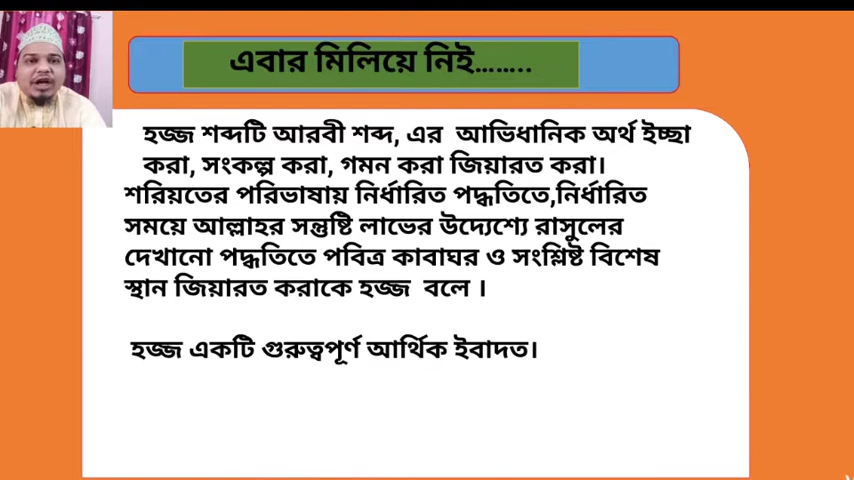 এবার মিলিয়ে নিই........
হজ্জ শব্দটি আরবী শব্দ, এর আভিধানিক অর্থ ইচ্ছা
করা, সংকল্প করা, গমন করা জিয়ারত করা।
শরিয়তের পরিভাষায় নির্ধারিত পদ্ধতিতে,নির্ধারিত
সময়ে আল্লাহর সন্তুষ্টি লাভের উদ্যেশ্যে রাসুলের
দেখানো পদ্ধতিতে পবিত্র কাবাঘর ও সংশ্লিষ্ট বিশেষ
স্থান জিয়ারত করাকে হজ্জ বলে ।
হজ্জ একটি গুরুত্বপূর্ণ আর্থিক ইবাদত।